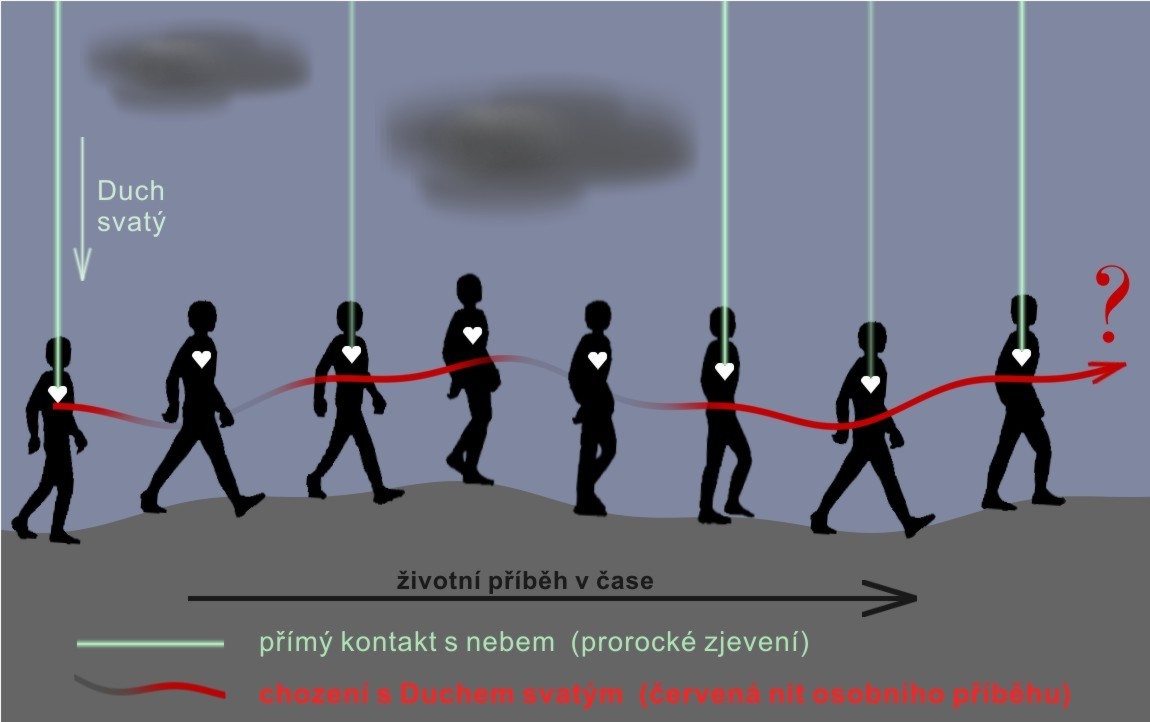 Duch
svatý
?
životní příběh v čase
přímý kontakt s nebem (prorocké zjevení)
chození s Duchem svatým (červená nit osobního příběhu)